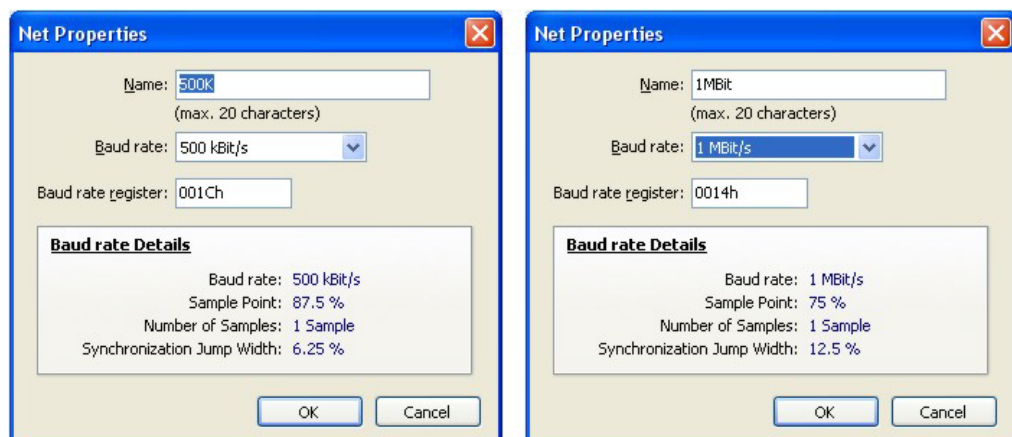 Net Properties
Name: 500K
(max. 20 characters)
Baud rate: 500 kBit/s
Baud rate register: 001Ch
Baud rate Details
Baud rate: 500 kBit/s
Sample Point: 87.5 %
Number of Samples: 1 Sample
Synchronization Jump Width: 6.25 %
OK Cancel
Net Properties
Name: 1MBit
(max. 20 characters)
Baud rate: 1 MBit/s
Baud rate register: 0014h
Baud rate Details
Baud rate: 1 MBit/s
Sample Point: 75 %
Number of Samples: 1 Sample
Synchronization Jump Width: 12.5 %
OK Cancel